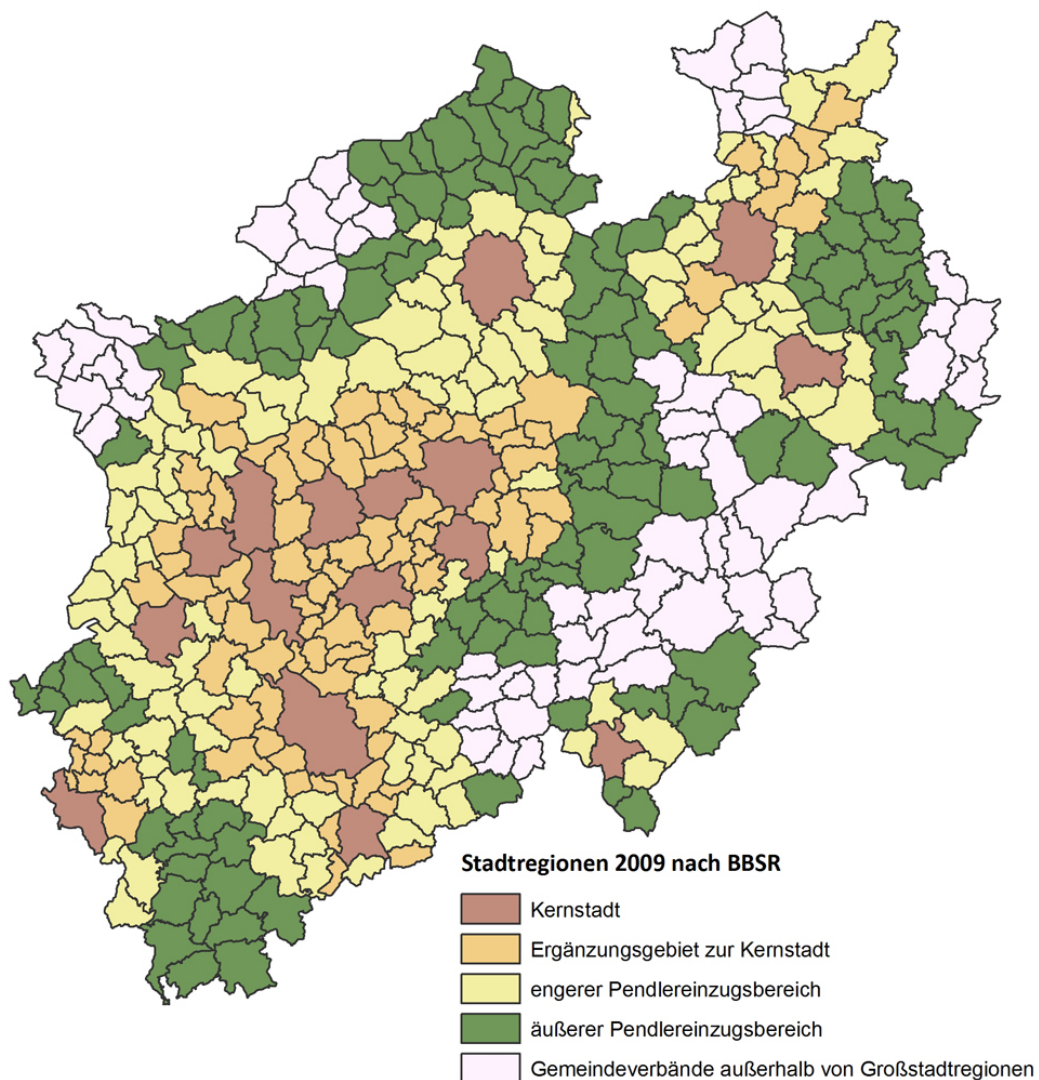 Stadtregionen 2009 nach BBSR
Kernstadt
Ergänzungsgebiet zur Kernstadt
engerer Pendlereinzugsbereich
äußerer Pendlereinzugsbereich
Gemeindeverbände außerhalb von Großstadtregionen